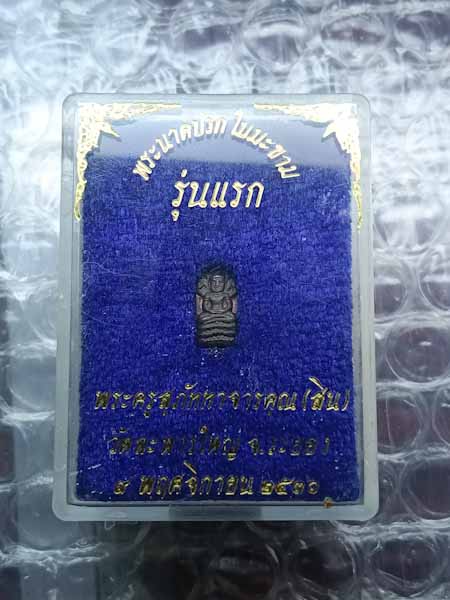 พระนาคปรก ใบมะขาม
รุ่นแรก
พระครูสุภัททาจารคุณ (สิน)
วัดละหารใหญ่ จ.ระยอง
๙ พฤศจิกายน ๒๕๓๖